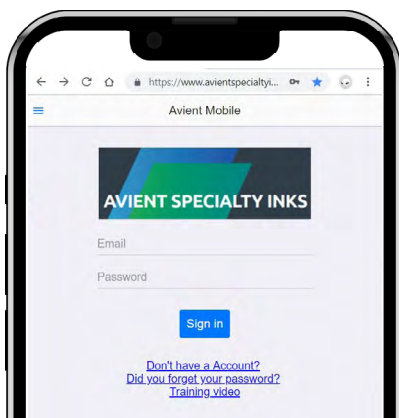 https://www.avientspecialtyi...
Avient Mobile
AVIENT SPECIALTY INKS
Email
Password
Sign in
Don't have a Account?
Did you forget your password?
Training video